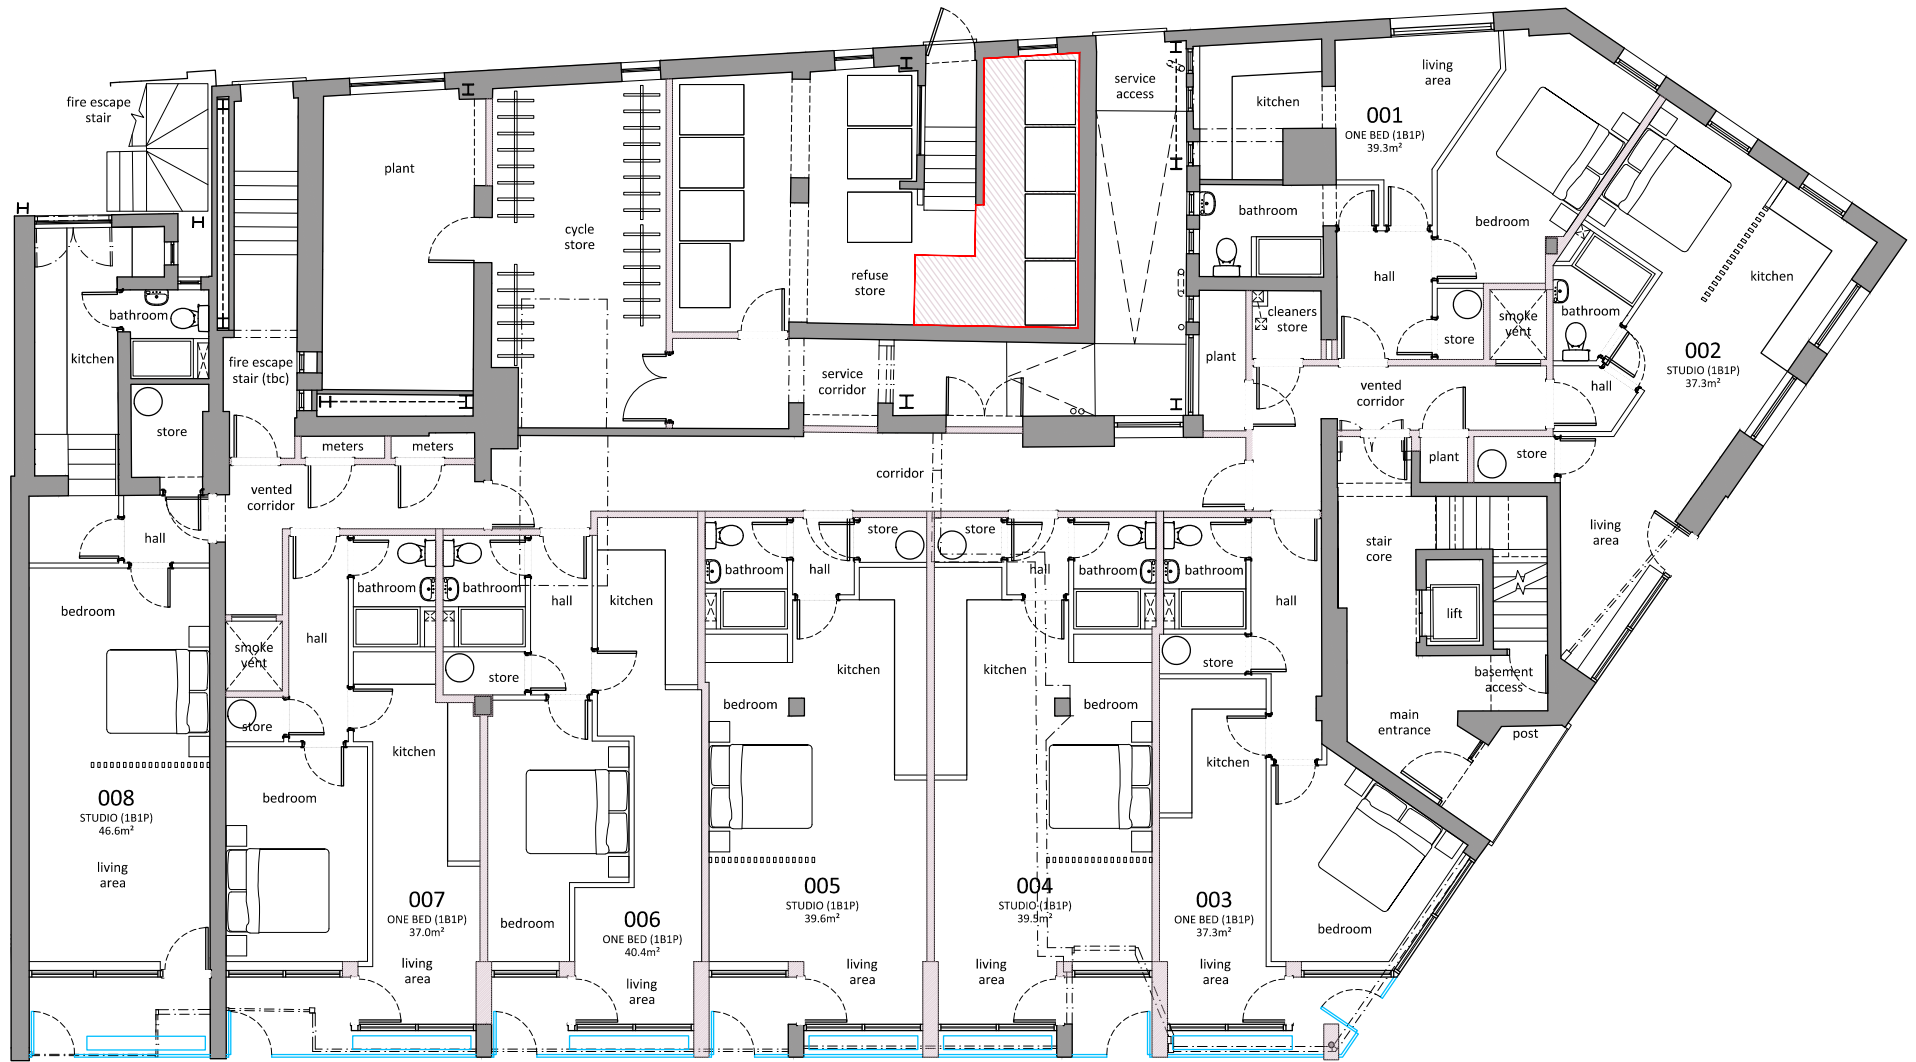 fire escape
stair
plant
cycle
store
refuse
store
service
access
kitchen
living
area
001
ONE BED (1B1P)
39.3m²
bedroom
bathroom
hall
cleaners
store
store
smoke
vent
bathroom
kitchen
002
STUDIO (1B1P)
37.3m²
hall
plant
vented
corridor
service
corridor
bathroom
kitchen
fire escape
stair (tbc)
store
meters
meters
vented
corridor
corridor
plant
store
living
area
hall
stair
core
lift
basement
access
main
entrance
post
bedroom
smoke
vent
store
hall
bathroom
bathroom
hall
kitchen
store
bathroom
hall
store
store
hall
bathroom
bathroom
hall
store
kitchen
kitchen
bedroom
bedroom
kitchen
kitchen
bedroom
008
STUDIO (1B1P)
46.6m²
living
area
007
ONE BED (1B1P)
37.0m²
living
area
bedroom
006
ONE BED (1B1P)
40.4m²
living
area
005
STUDIO (1B1P)
39.6m²
living
area
004
STUDIO (1B1P)
39.5m²
living
area
003
ONE BED (1B1P)
37.3m²
living
area
bedroom